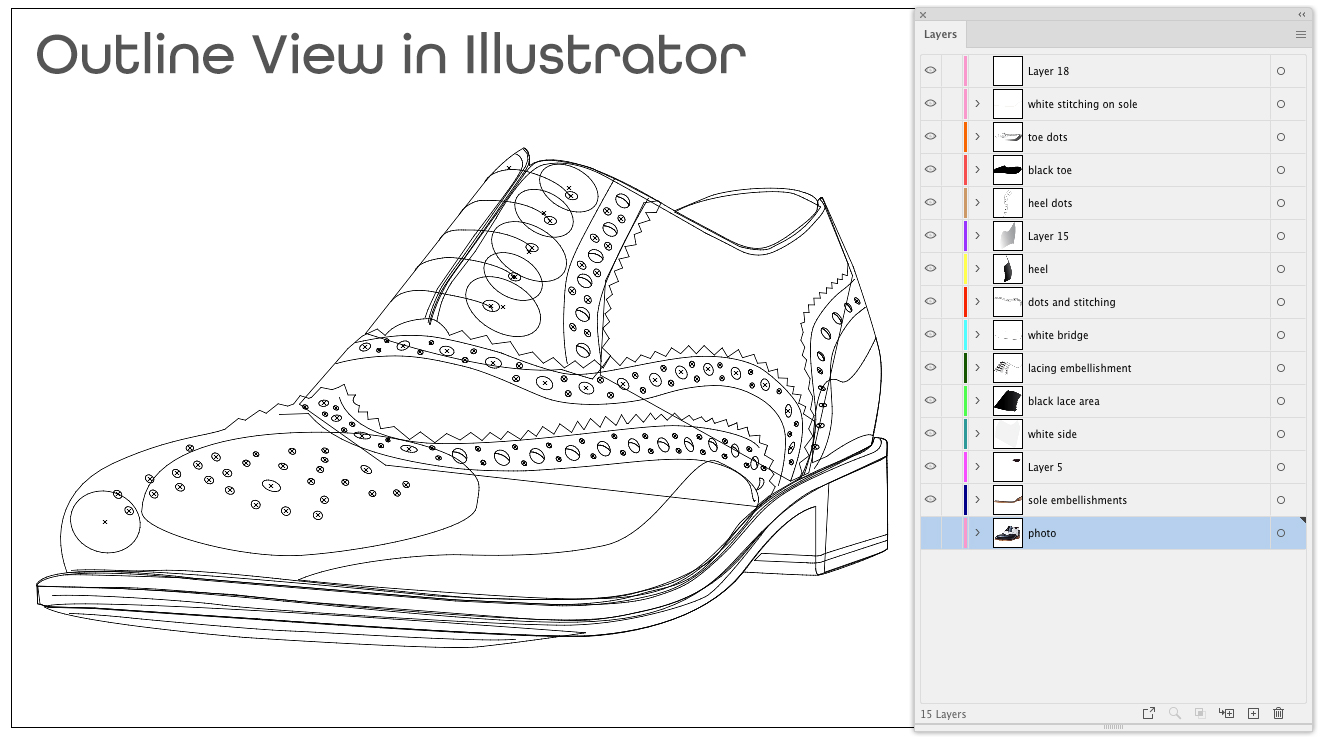 Outline View in Illustrator
Layers
Layer 18
white stitching on sole
toe dots
black toe
heel dots
Layer 15
heel
dots and stitching
white bridge
lacing embellishment
black lace area
white side
Layer 5
sole embellishments
photo
15 Layers